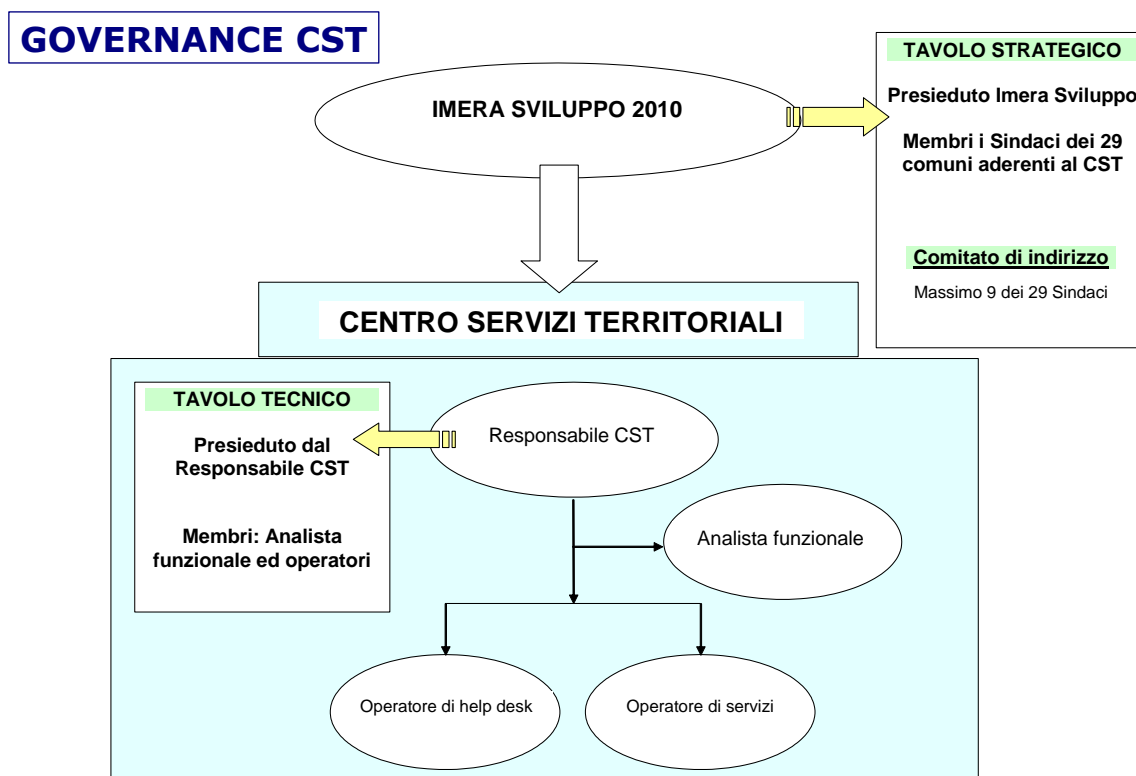 GOVERNANCE CST
IMERA SVILUPPO 2010
TAVOLO STRATEGICO
Presieduto Imera Sviluppo
Membri i Sindaci dei 29
comuni aderenti al CST
Comitato di indirizzo
Massimo 9 dei 29 Sindaci
CENTRO SERVIZI TERRITORIALI
TAVOLO TECNICO
Presieduto dal
Responsabile CST
Membri: Analista
funzionale ed operatori
Responsabile CST
Analista funzionale
Operatore di help desk
Operatore di servizi